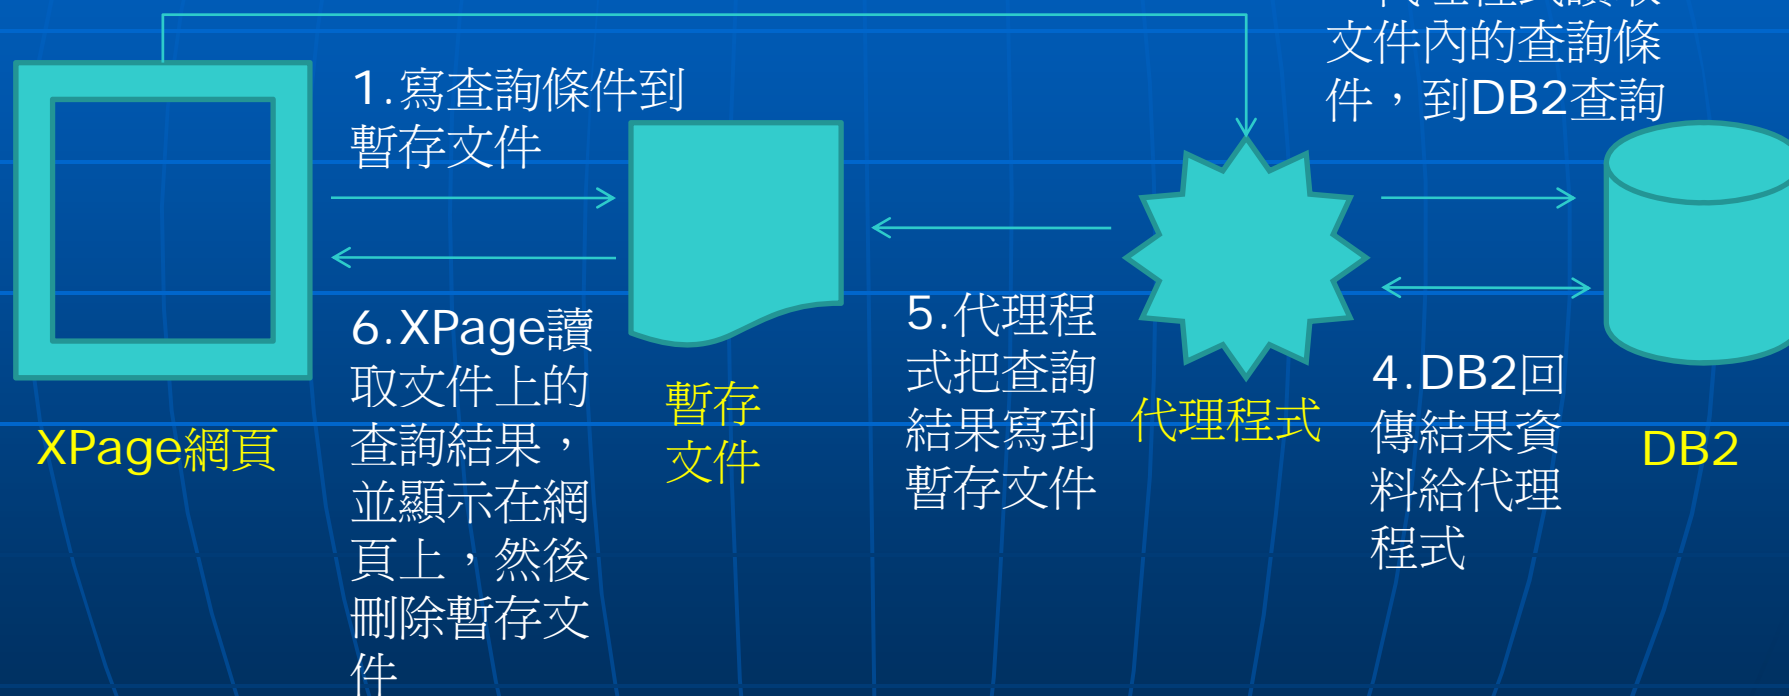 1.寫查詢條件到
暫存文件
文件內的查詢條
件，到DB2查詢
6.XPage讀
取文件上的
查詢結果，
並顯示在網
頁上，然後
刪除暫存文
件
5.代理程
式把查詢
結果寫到
暫存文件
4.DB2回
傳結果資
料給代理
程式
XPage網頁
暫存
文件
代理程式
DB2